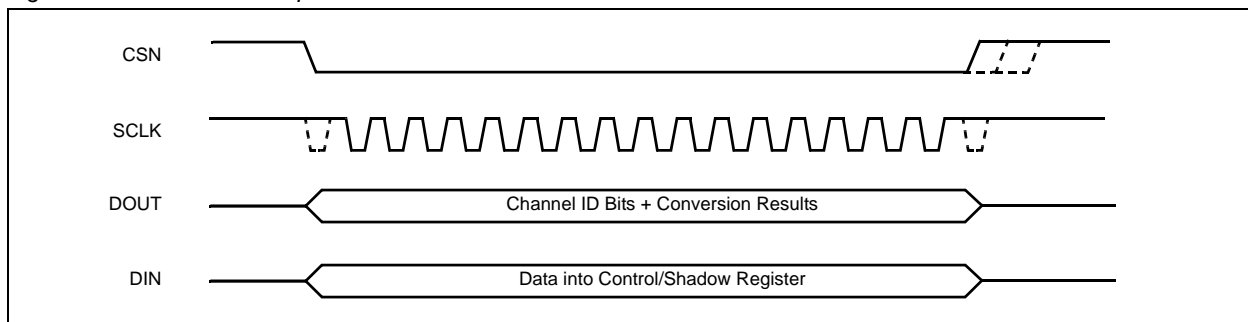 CSN
SCLK
DOUT
Channel ID Bits + Conversion Results
DIN
Data into Control/Shadow Register